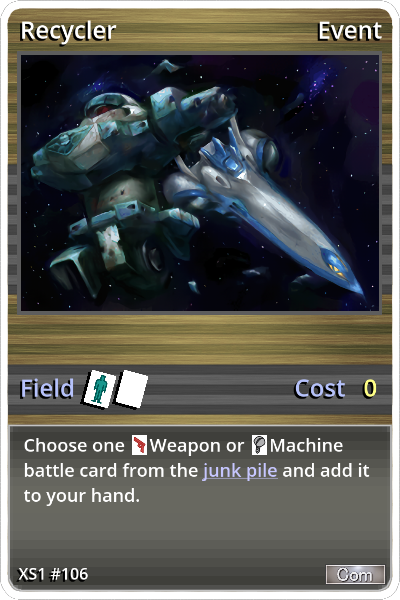 Recycler Event
Field Cost 0
Choose one Weapon or Machine
battle card from the junk pile and add it
to your hand.
XS1 #106 Com